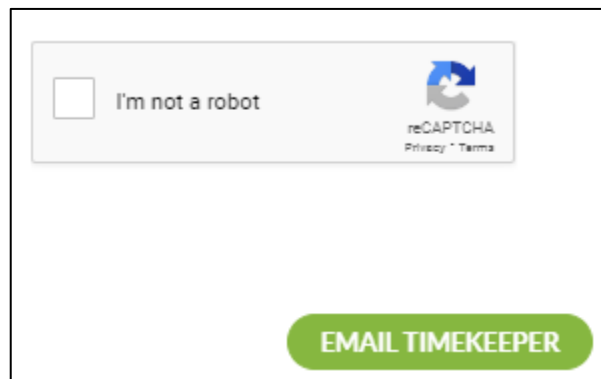 I'm not a robot
reCAPTCHA
Privacy - Terms
EMAIL TIMEKEEPER